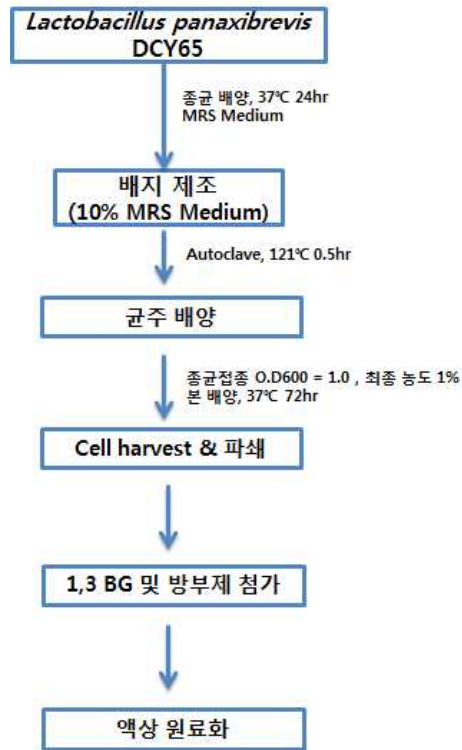 Lactobacillus panaxibrevis
DCY65
종균 배양, 37℃ 24hr
MRS Medium
배지 제조
(10% MRS Medium)
Autoclave, 121℃ 0.5hr
균주 배양
종균접종 O.D600 = 1.0 , 최종 농도 1%
본 배양, 37℃ 72hr
Cell harvest & 파쇄
1,3 BG 및 방부제 첨가
액상 원료화